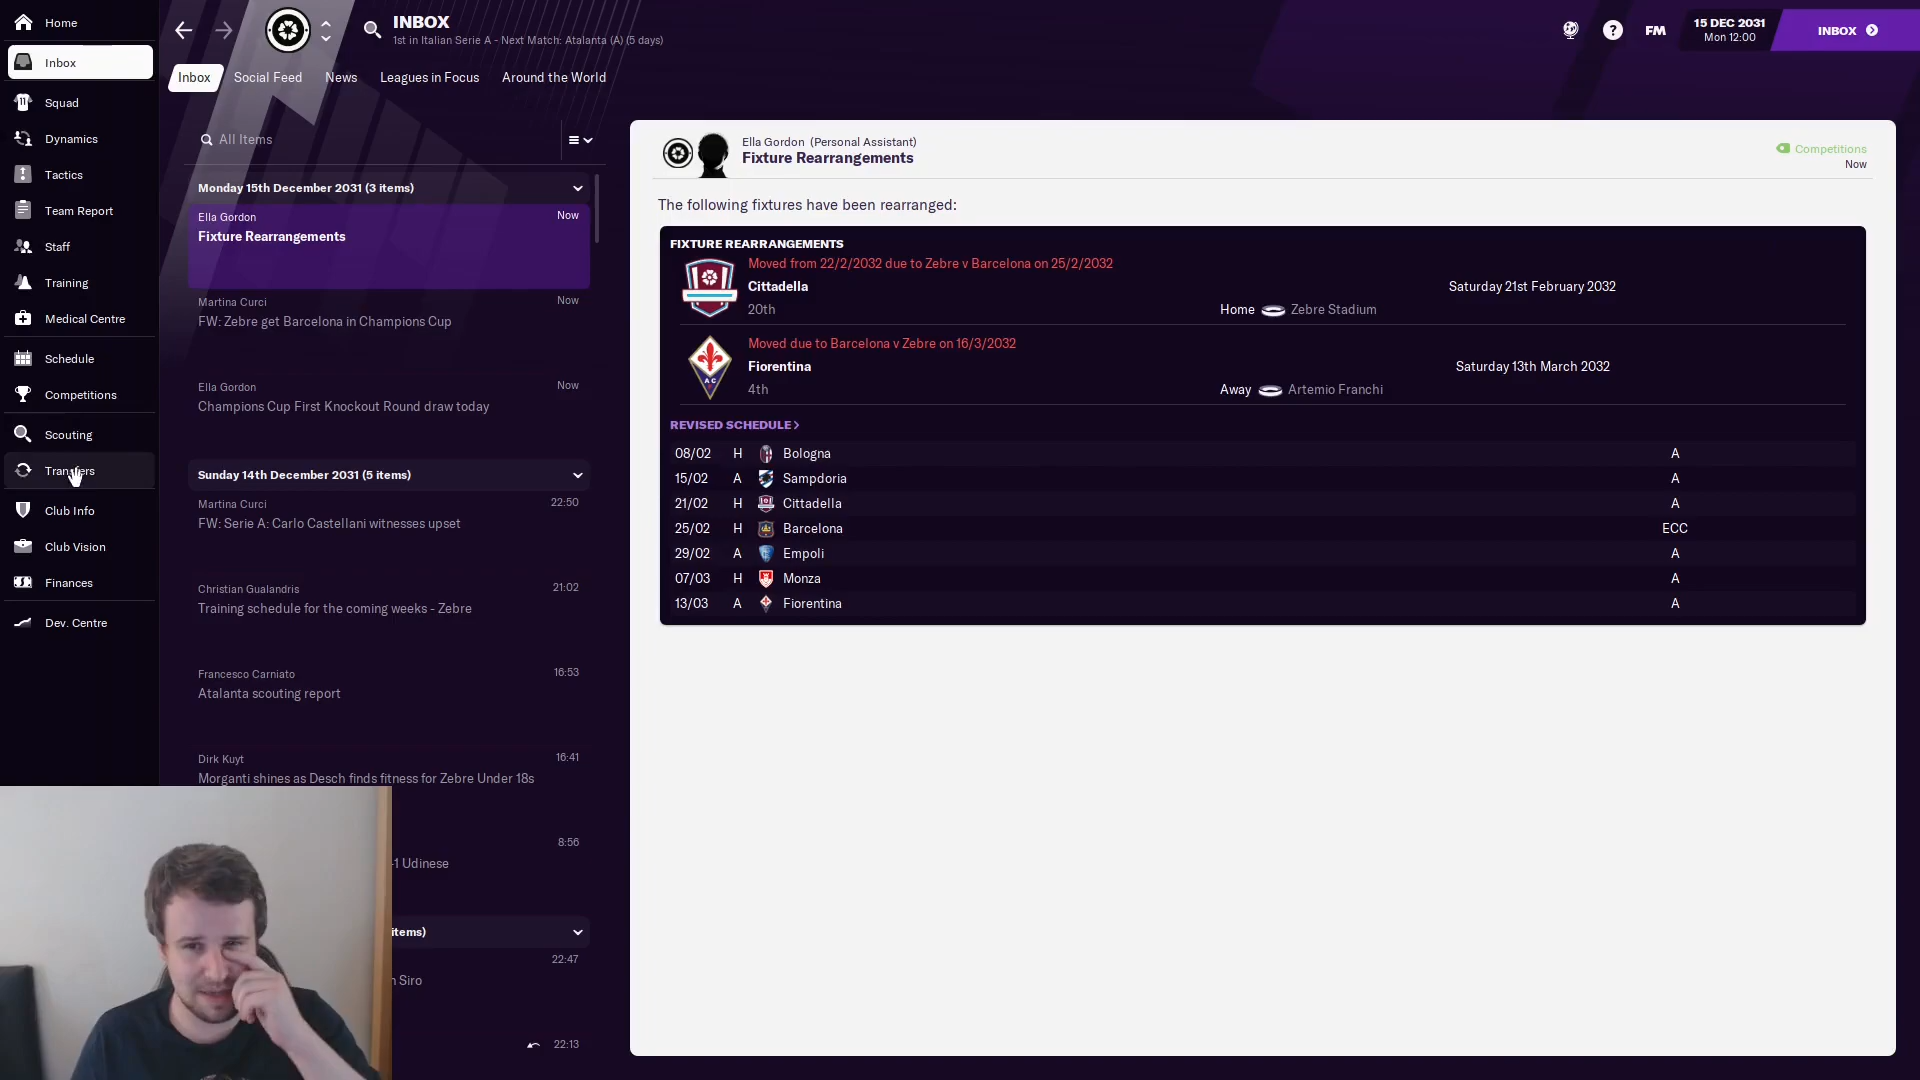 Home
Inbox
Squad
Dynamics
Tactics
Team Report
Staff
Training
Medical Centre
Schedule
Competitions
Scouting
Transfers
Club Info
Club Vision
Finances
Dev. Centre
INBOX
1st in Italian Serie A - Next Match: Atalanta (A) (5 days)
FM
15 DEC 2031
Mon 12:00
INBOX
Inbox
Social Feed
News
Leagues in Focus
Around the World
All Items
Monday 15th December 2031 (3 items)
Ella Gordon Now
Fixture Rearrangements
Martina Curci Now
FW: Zebre get Barcelona in Champions Cup
Ella Gordon Now
Champions Cup First Knockout Round draw today
Sunday 14th December 2031 (5 items)
Martina Curci 22:50
FW: Serie A: Carlo Castellani witnesses upset
Christian Gualandris 21:02
Training schedule for the coming weeks - Zebre
Francesco Carniato 16:53
Atalanta scouting report
Dirk Kuyt 16:41
Morganti shines as Desch finds fitness for Zebre Under 18s
8:56
-1 Udinese
items)
22:47
n Siro
22:13
Ella Gordon (Personal Assistant)
Fixture Rearrangements
Competitions
Now
The following fixtures have been rearranged:
FIXTURE REARRANGEMENTS
Moved from 22/2/2032 due to Zebre v Barcelona on 25/2/2032
Cittadella Saturday 21st February 2032
20th Home Zebre Stadium
Moved due to Barcelona v Zebre on 16/3/2032
Fiorentina Saturday 13th March 2032
4th Away Artemio Franchi
REVISED SCHEDULE >
08/02 H Bologna A
15/02 A Sampdoria A
21/02 H Cittadella A
25/02 H Barcelona ECC
29/02 A Empoli A
07/03 H Monza A
13/03 A Fiorentina A